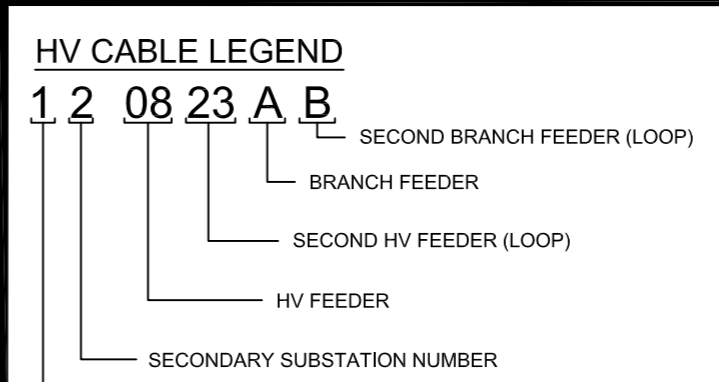 HV CABLE LEGEND
1 2 08 23 A B
SECOND BRANCH FEEDER (LOOP)
BRANCH FEEDER
SECOND HV FEEDER (LOOP)
HV FEEDER
SECONDARY SUBSTATION NUMBER